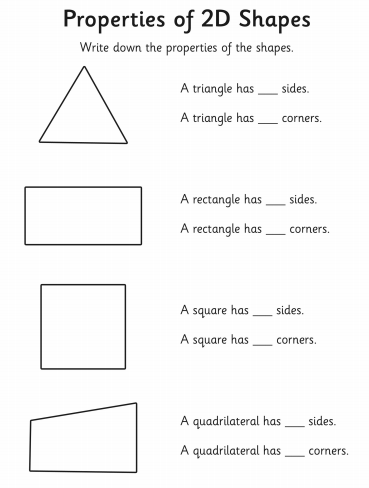 Properties of 2D Shapes
Write down the properties of the shapes.
A triangle has ___ sides.
A triangle has ___ corners.
A rectangle has ___ sides.
A rectangle has ___ corners.
A square has ___ sides.
A square has ___ corners.
A quadrilateral has ___ sides.
A quadrilateral has ___ corners.